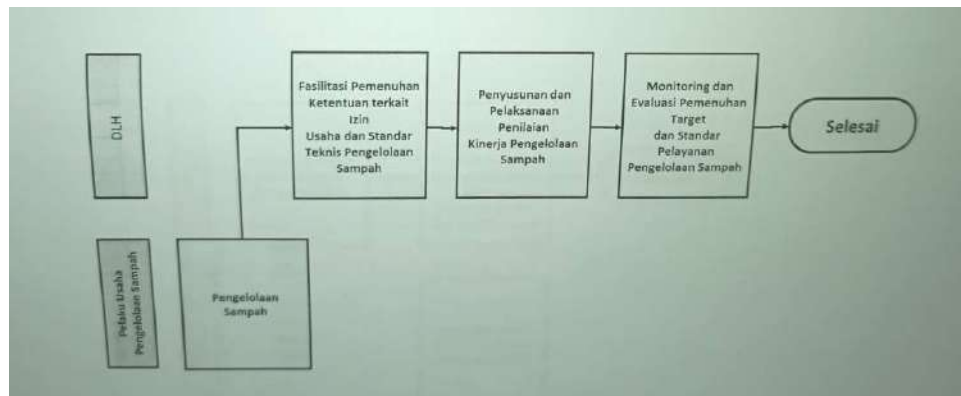 DLH
Fasilitasi Pemenuhan
Ketentuan terkait
Izin
Usaha dan Standar
Teknis Pengelolaan
Sampah
Penyusunan dan
Pelaksanaan
Penilaian
Kinerja Pengelolaan
Sampah
Monitoring dan
Evaluasi Pemenuhan
Target
dan Standar
Pelayanan
Pengelolaan Sampah
Selesai
Pelaku Usaha
Pengelolaan Sampah
Pengelolaan
Sampah